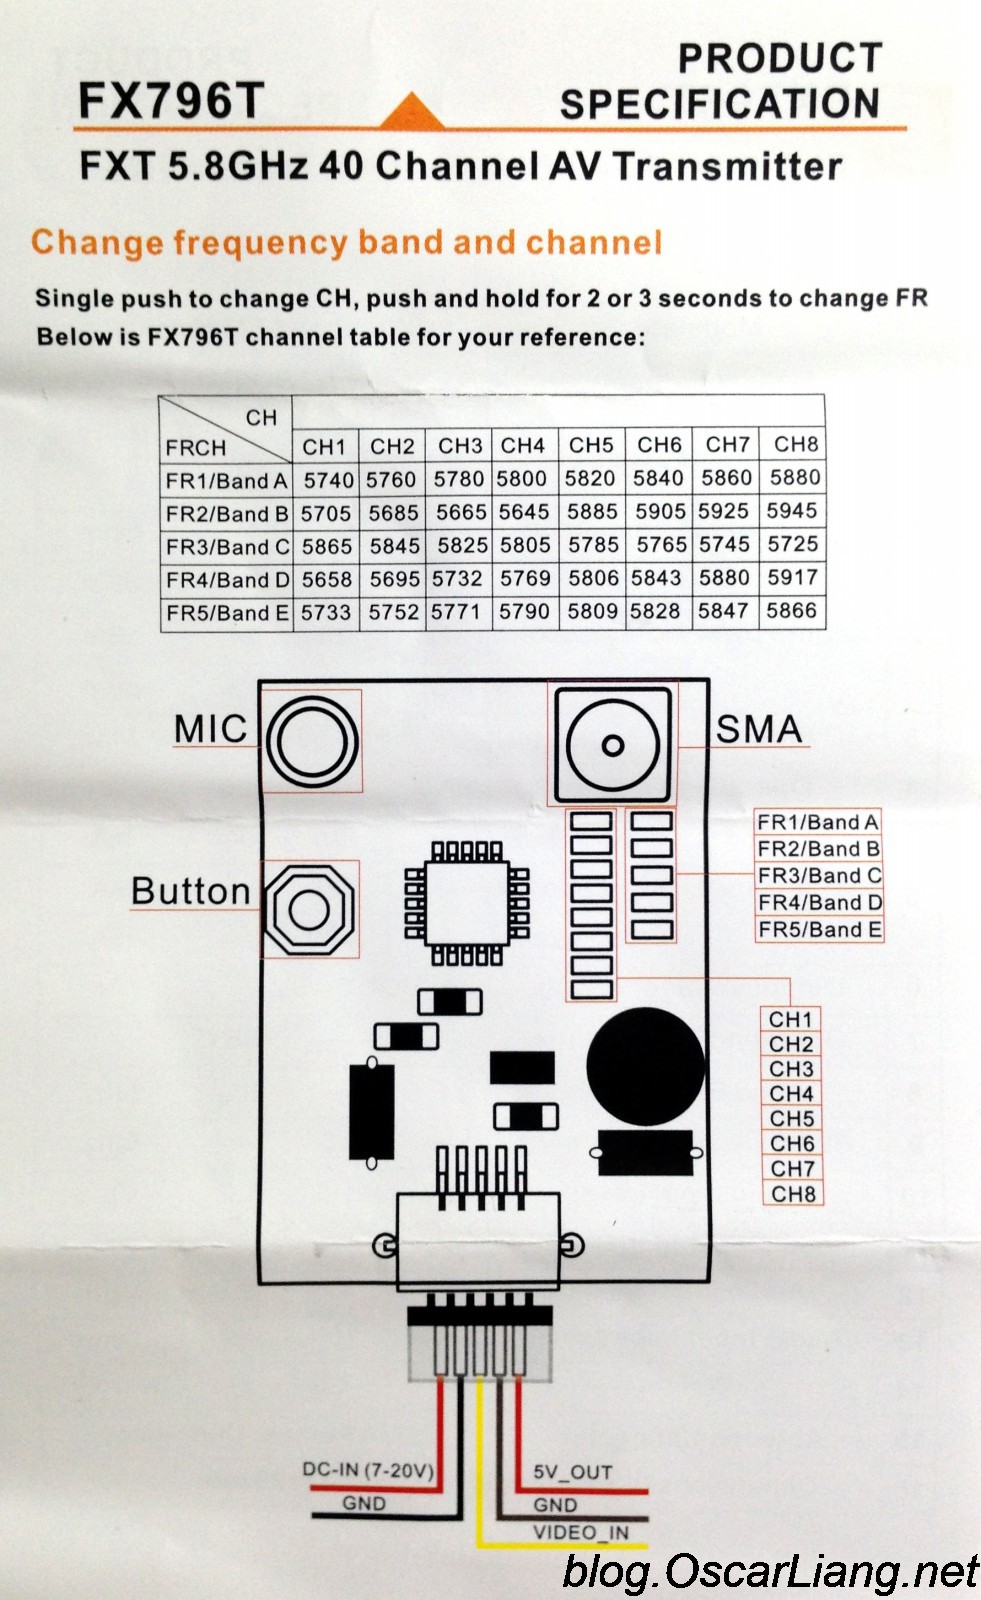 PRODUCT
FX796T SPECIFICATION
FXT 5.8GHz 40 Channel AV Transmitter
Change frequency band and channel
Single push to change CH, push and hold for 2 or 3 seconds to change FR
Below is FX796T channel table for your reference:
CH
FRCH CH1 CH2 CH3 CH4 CH5 CH6 CH7 CH8
FR1/Band A 5740 5760 5780 5800 5820 5840 5860 5880
FR2/Band B 5705 5685 5665 5645 5885 5905 5925 5945
FR3/Band C 5865 5845 5825 5805 5785 5765 5745 5725
FR4/Band D 5658 5695 5732 5769 5806 5843 5880 5917
FR5/Band E 5733 5752 5771 5790 5809 5828 5847 5866
MIC
SMA
FR1/Band A
FR2/Band B
FR3/Band C
FR4/Band D
FR5/Band E
Button
CH1
CH2
CH3
CH4
CH5
CH6
CH7
CH8
DC-IN (7-20V)
GND
5V_OUT
GND
VIDEO_IN
blog.OscarLiang.net